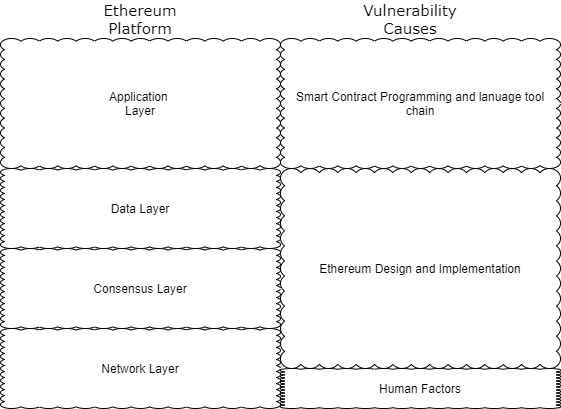 Ethereum
Platform
Vulnerability
Causes
Application
Layer
Smart Contract Programming and lanuage tool
chain
Data Layer
Ethereum Design and Implementation
Consensus Layer
Network Layer
Human Factors